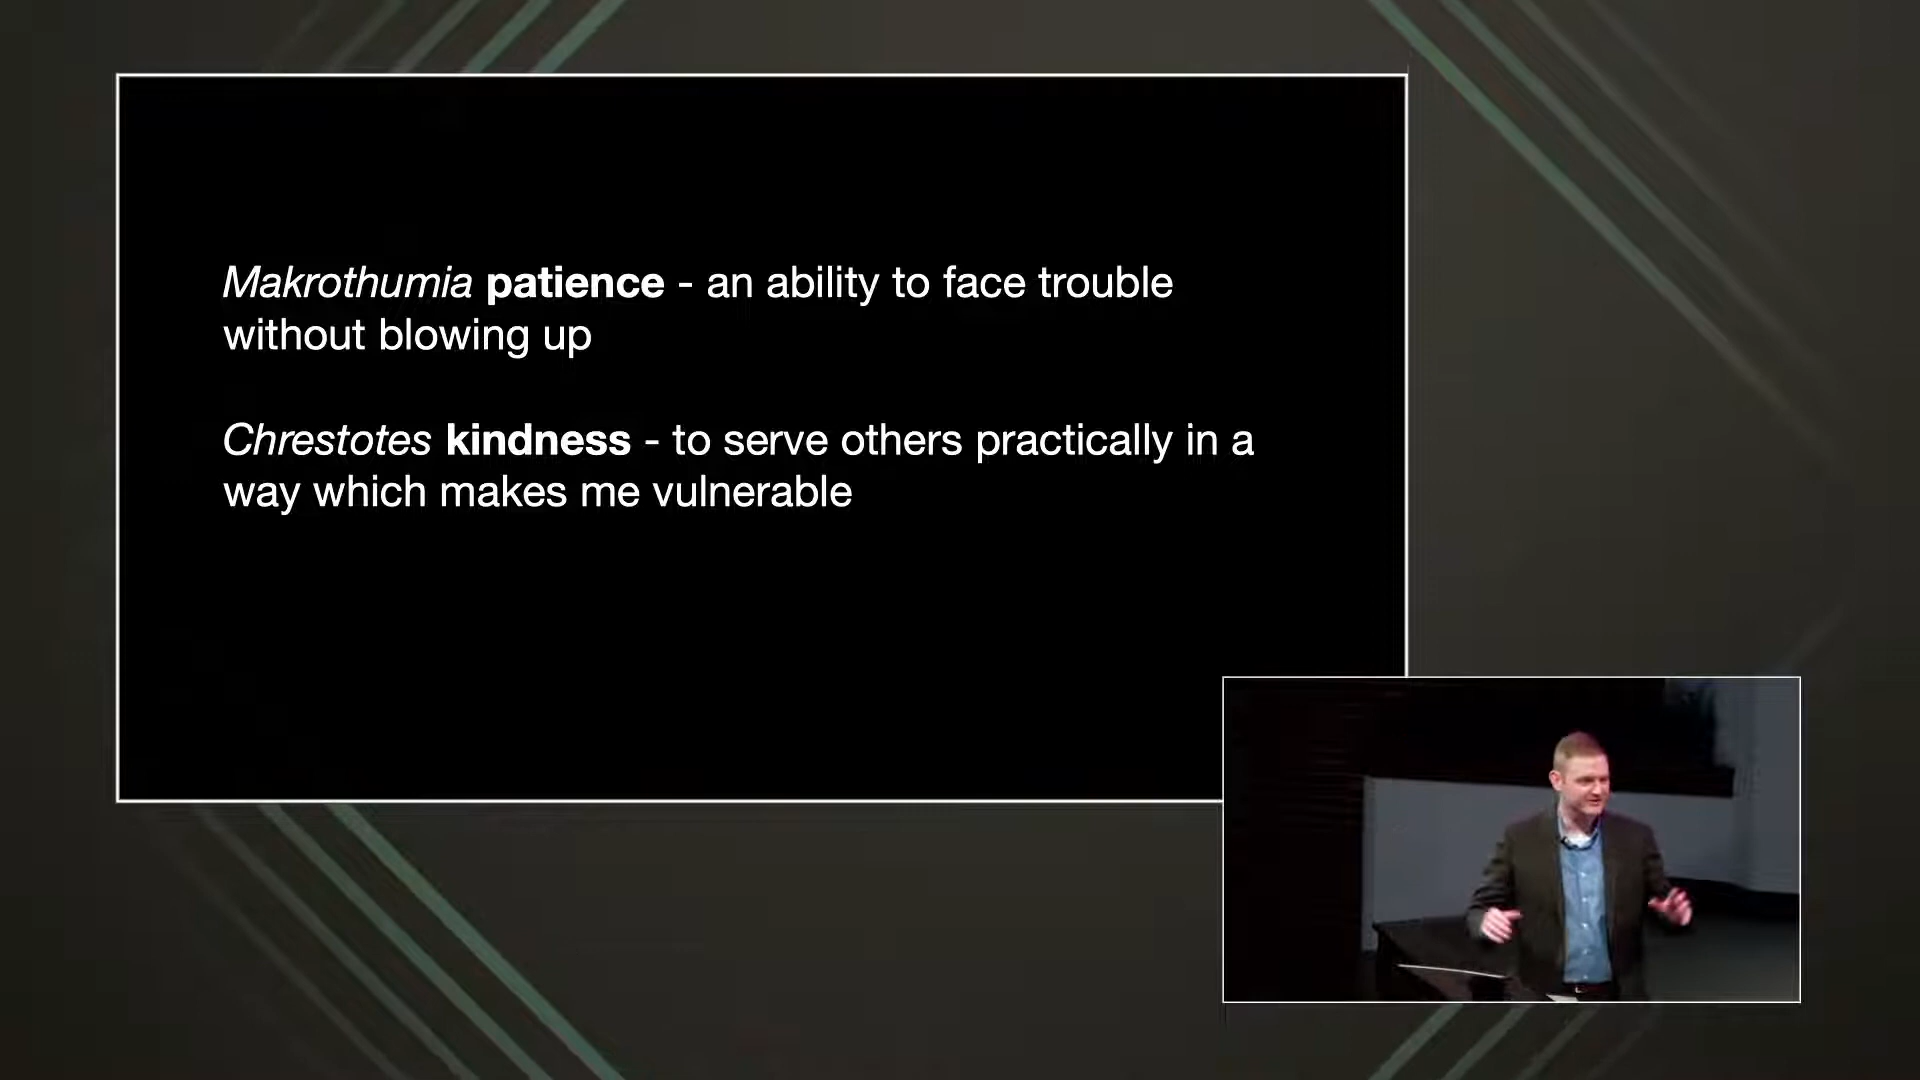 Makrothumia patience - an ability to face trouble
without blowing up
Chrestotes kindness - to serve others practically in a
way which makes me vulnerable